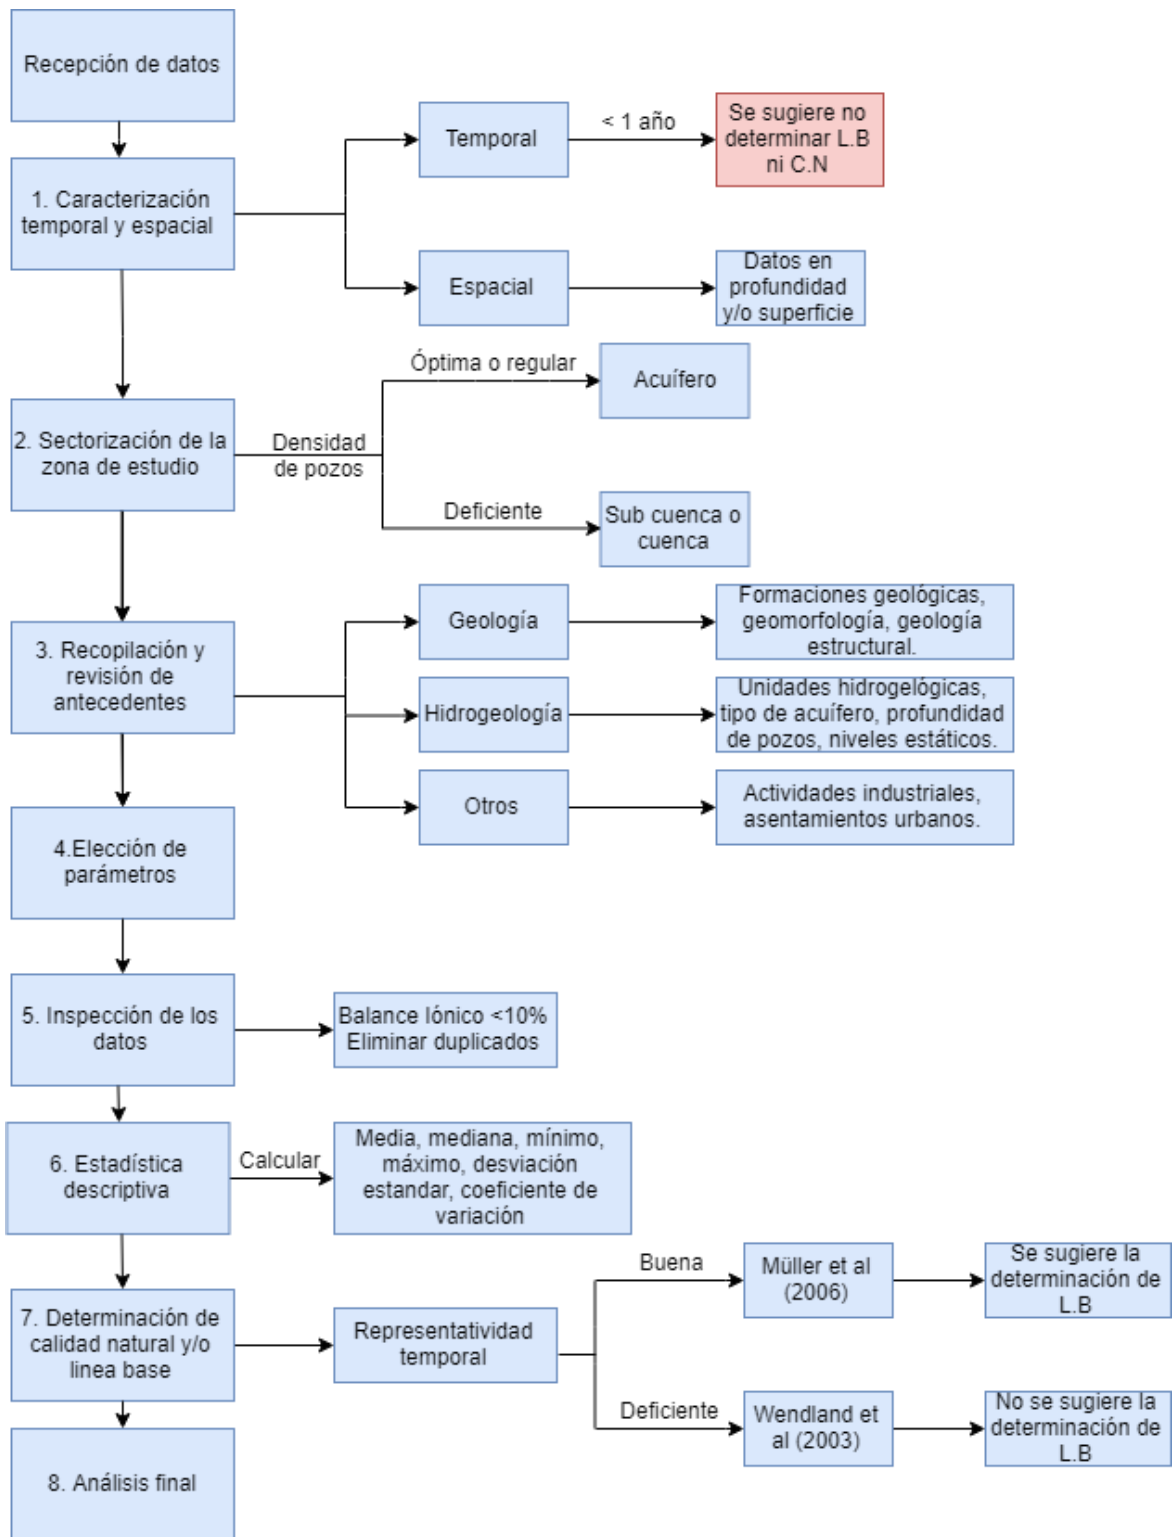 Recepción de datos
1. Caracterización
temporal y espacial
Temporal
< 1 año
Se sugiere no
determinar L.B
ni C.N
Espacial
Datos en
profundidad
y/o superficie
2. Sectorización de la
zona de estudio
Densidad
de pozos
Óptima o regular
Acuífero
Deficiente
Sub cuenca o
cuenca
3. Recopilación y
revisión de
antecedentes
Geología
Formaciones geológicas,
geomorfología, geología
estructural.
Hidrogeología
Unidades hidrogelógicas,
tipo de acuífero, profundidad
de pozos, niveles estáticos.
Otros
Actividades industriales,
asentamientos urbanos.
4.Elección de
parámetros
5. Inspección de los
datos
Balance Iónico <10%
Eliminar duplicados
6. Estadística
descriptiva
Calcular
Media, mediana, mínimo,
máximo, desviación
estandar, coeficiente de
variación
7. Determinación de
calidad natural y/o
linea base
Representatividad
temporal
Buena
Müller et al
(2006)
Se sugiere la
determinación de
L.B
Deficiente
Wendland et
al (2003)
No se sugiere la
determinación de
L.B
8. Análisis final